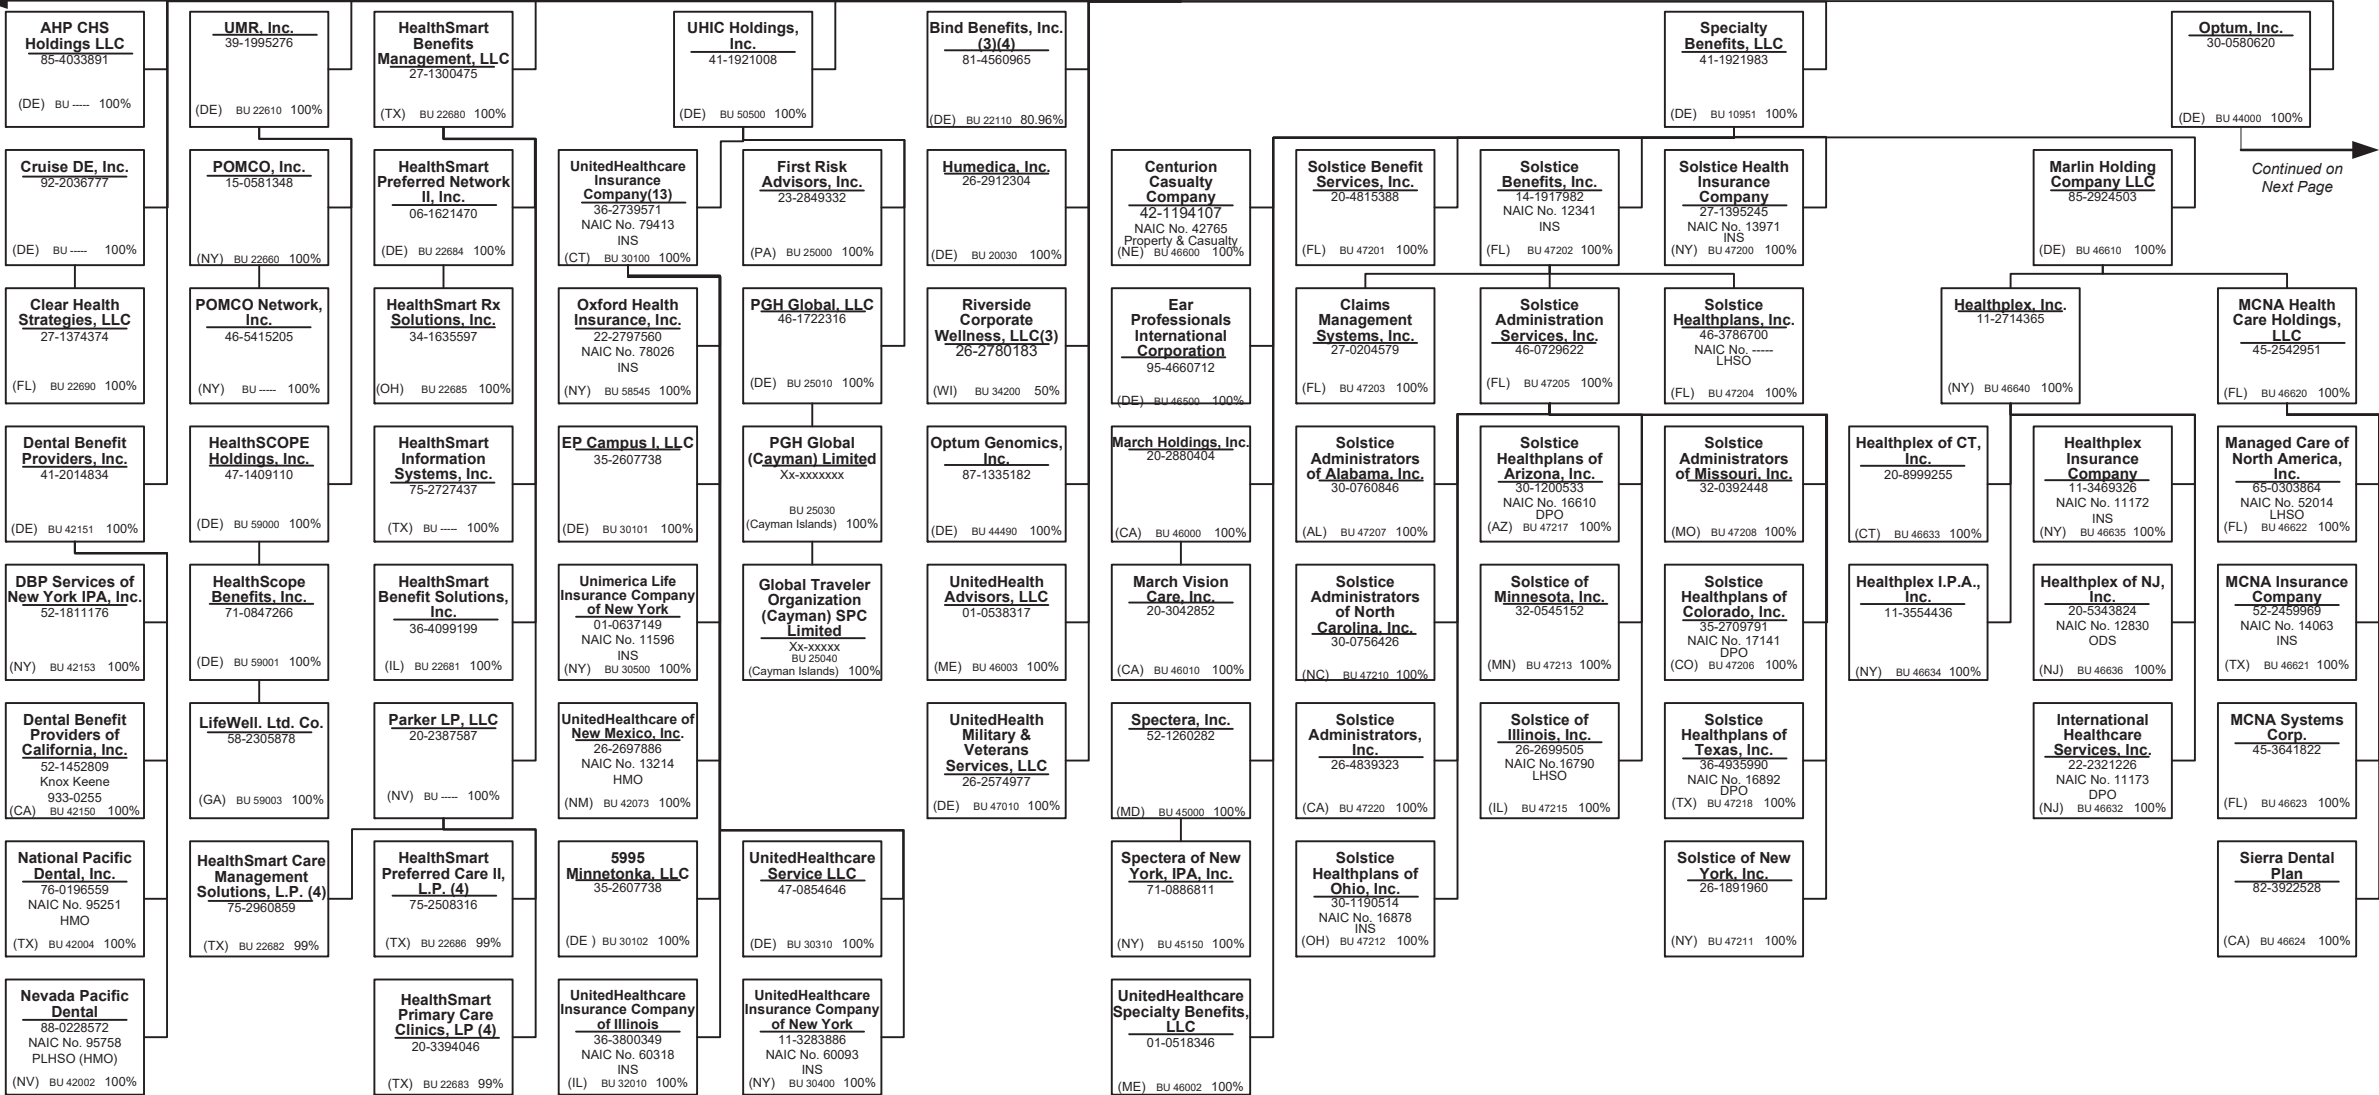 AHP CHS
Holdings LLC
85-4033891
(DE) BU ----- 100%
UMR, Inc.
39-1995276
(DE) BU 22610 100%
HealthSmart
Benefits
Management, LLC
27-1300475
(TX) BU 22680 100%
UHIC Holdings,
Inc.
41-1921008
(DE) BU 50500 100%
Bind Benefits, Inc.
(3)(4)
81-4560965
(DE) BU 22110 80.96%
Specialty
Benefits, LLC
41-1921983
(DE) BU 10951 100%
Optum, Inc.
30-0580620
(DE) BU 44000 100%
Continued on
Next Page
Cruise DE, Inc.
92-2036777
(DE) BU ----- 100%
POMCO, Inc.
15-0581348
(NY) BU 22660 100%
HealthSmart
Preferred Network
II, Inc.
06-1621470
(DE) BU 22684 100%
UnitedHealthcare
Insurance
Company(13)
36-2739571
NAIC No. 79413
INS
(CT) BU 30100 100%
First Risk
Advisors, Inc.
23-2849332
(PA) BU 25000 100%
Humedica, Inc.
26-2912304
(DE) BU 20030 100%
Centurion
Casualty
Company
42-1194107
NAIC No. 42765
Property & Casualty
(NE) BU 46600 100%
Solstice Benefit
Services, Inc.
20-4815388
(FL) BU 47201 100%
Solstice
Benefits, Inc.
14-1917982
NAIC No. 12341
INS
(FL) BU 47202 100%
Solstice Health
Insurance
Company
27-1395245
NAIC No. 13971
INS
(NY) BU 47200 100%
Marlin Holding
Company LLC
85-2924503
(DE) BU 46610 100%
Clear Health
Strategies, LLC
27-1374374
(FL) BU 22690 100%
POMCO Network,
Inc.
46-5415205
(NY) BU ----- 100%
HealthSmart Rx
Solutions, Inc.
34-1635597
(OH) BU 22685 100%
Oxford Health
Insurance, Inc.
22-2797560
NAIC No. 78026
INS
(NY) BU 58545 100%
PGH Global, LLC
46-1722316
(DE) BU 25010 100%
Riverside
Corporate
Wellness, LLC(3)
26-2780183
(WI) BU 34200 50%
Ear
Professionals
International
Corporation
95-4660712
(DE) BU 46500 100%
Claims
Management
Systems, Inc.
27-0204579
(FL) BU 47203 100%
Solstice
Administration
Services, Inc.
46-0729622
(FL) BU 47205 100%
Solstice
Healthplans, Inc.
46-3786700
NAIC No. -----
LHSO
(FL) BU 47204 100%
Healthplex, Inc.
11-2714365
(NY) BU 46640 100%
MCNA Health
Care Holdings,
LLC
45-2542951
(FL) BU 46620 100%
Dental Benefit
Providers, Inc.
41-2014834
(DE) BU 42151 100%
HealthSCOPE
Holdings, Inc.
47-1409110
(DE) BU 59000 100%
HealthSmart
Information
Systems, Inc.
75-2727437
(TX) BU ----- 100%
EP Campus I, LLC
35-2607738
(DE) BU 30101 100%
PGH Global
(Cayman) Limited
Xx-xxxxxxx
BU 25030
(Cayman Islands) 100%
Optum Genomics,
Inc.
87-1335182
(DE) BU 44490 100%
March Holdings, Inc.
20-2880404
(CA) BU 46000 100%
Solstice
Administrators
of Alabama, Inc.
30-0760846
(AL) BU 47207 100%
Solstice
Healthplans of
Arizona, Inc.
30-1200533
NAIC No. 16610
DPO
(AZ) BU 47217 100%
Solstice
Administrators
of Missouri, Inc.
32-0392448
(MO) BU 47208 100%
Healthplex of CT,
Inc.
20-8999255
(CT) BU 46633 100%
Healthplex
Insurance
Company
11-3469326
NAIC No. 11172
INS
(NY) BU 46635 100%
Managed Care of
North America,
Inc.
65-0303864
NAIC No. 52014
LHSO
(FL) BU 46622 100%
DBP Services of
New York IPA, Inc.
52-1811176
(NY) BU 42153 100%
HealthScope
Benefits, Inc.
71-0847266
(DE) BU 59001 100%
HealthSmart
Benefit Solutions,
Inc.
36-4099199
(IL) BU 22681 100%
Unimerica Life
Insurance Company
of New York
01-0637149
NAIC No. 11596
INS
(NY) BU 30500 100%
Global Traveler
Organization
(Cayman) SPC
Limited
Xx-xxxxx
BU 25040
(Cayman Islands) 100%
UnitedHealth
Advisors, LLC
01-0538317
(ME) BU 46003 100%
March Vision
Care, Inc.
20-3042852
(CA) BU 46010 100%
Solstice
Administrators
of North
Carolina, Inc.
30-0756426
(NC) BU 47210 100%
Solstice of
Minnesota, Inc.
32-0545152
(MN) BU 47213 100%
Solstice
Healthplans of
Colorado, Inc.
35-2709791
NAIC No. 17141
DPO
(CO) BU 47206 100%
Healthplex I.P.A.,
Inc.
11-3554436
(NY) BU 46634 100%
Healthplex of NJ,
Inc.
20-5343824
NAIC No. 12830
ODS
(NJ) BU 46636 100%
MCNA Insurance
Company
52-2459969
NAIC No. 14063
INS
(TX) BU 46621 100%
Dental Benefit
Providers of
California, Inc.
52-1452809
Knox Keene
933-0255
(CA) BU 42150 100%
LifeWell. Ltd. Co.
58-2305878
(GA) BU 59003 100%
Parker LP, LLC
20-2387587
(NV) BU ----- 100%
UnitedHealthcare of
New Mexico, Inc.
26-2697886
NAIC No. 13214
HMO
(NM) BU 42073 100%
UnitedHealth
Military &
Veterans
Services, LLC
26-2574977
(DE) BU 47010 100%
Spectera, Inc.
52-1260282
(MD) BU 45000 100%
Solstice
Administrators,
Inc.
26-4839323
(CA) BU 47220 100%
Solstice of
Illinois, Inc.
26-2699505
NAIC No.16790
LHSO
(IL) BU 47215 100%
Solstice
Healthplans of
Texas, Inc.
36-4935990
NAIC No. 16892
DPO
(TX) BU 47218 100%
International
Healthcare
Services, Inc.
22-2321226
NAIC No. 11173
DPO
(NJ) BU 46632 100%
MCNA Systems
Corp.
45-3641822
(FL) BU 46623 100%
National Pacific
Dental, Inc.
76-0196559
NAIC No. 95251
HMO
(TX) BU 42004 100%
HealthSmart Care
Management
Solutions, L.P. (4)
75-2960859
(TX) BU 22682 99%
HealthSmart
Preferred Care II,
L.P. (4)
75-2508316
(TX) BU 22686 99%
5995
Minnetonka, LLC
35-2607738
(DE ) BU 30102 100%
UnitedHealthcare
Service LLC
47-0854646
(DE) BU 30310 100%
Spectera of New
York, IPA, Inc.
71-0886811
(NY) BU 45150 100%
Solstice
Healthplans of
Ohio, Inc.
30-1190514
NAIC No. 16878
INS
(OH) BU 47212 100%
Solstice of New
York, Inc.
26-1891960
(NY) BU 47211 100%
Sierra Dental
Plan
82-3922528
(CA) BU 46624 100%
Nevada Pacific
Dental
88-0228572
NAIC No. 95758
PLHSO (HMO)
(NV) BU 42002 100%
HealthSmart
Primary Care
Clinics, LP (4)
20-3394046
(TX) BU 22683 99%
UnitedHealthcare
Insurance Company
of Illinois
36-3800349
NAIC No. 60318
INS
(IL) BU 32010 100%
UnitedHealthcare
Insurance Company
of New York
11-3283886
NAIC No. 60093
INS
(NY) BU 30400 100%
UnitedHealthcare
Specialty Benefits,
LLC
01-0518346
(ME) BU 46002 100%